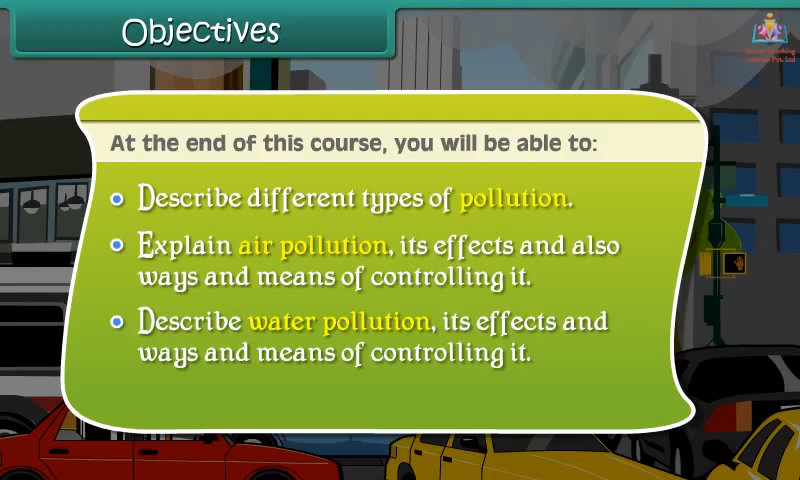 Objectives
At the end of this course, you will be able to:
Describe different types of pollution.
Explain air pollution, its effects and also
ways and means of controlling it.
Describe water pollution, its effects and
ways and means of controlling it.